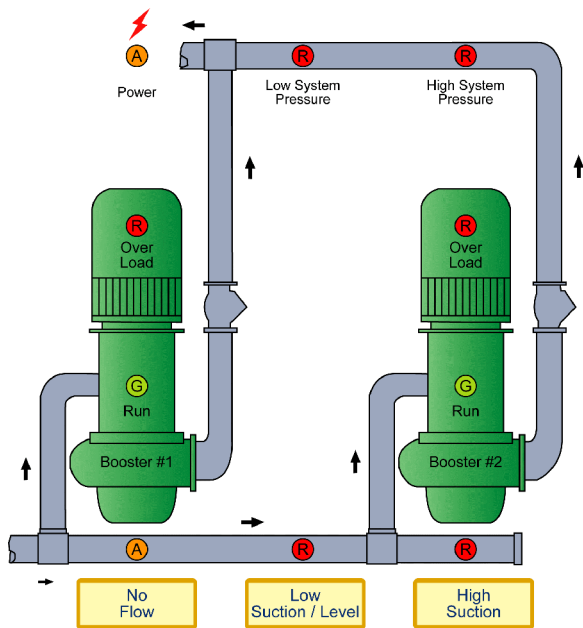 A
R
R
Power
Low System
Pressure
High System
Pressure
R
Over
Load
R
Over
Load
G
Run
G
Run
Booster #1
Booster #2
A
R
R
No
Flow
Low
Suction / Level
High
Suction